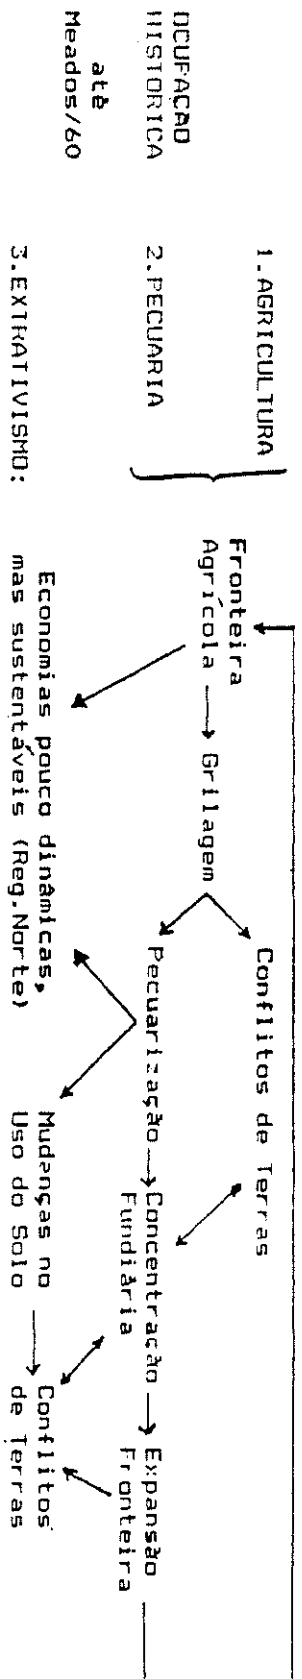 OCUPAÇÃO
HISTORICA
até
Meados/60
1.AGRICULTURA
2.PECUARIA
3.EXTRATIVISMO:
Fronteira
Agrícola
Grilagem
Conflitos de Terras
Pecuarização
Concentração
Fundiária
Expansão
Fronteira
Economias pouco dinâmicas,
mas sustentáveis (Reg.Norte)
Mudanças no
Uso do Solo
Conflitos
de Terras